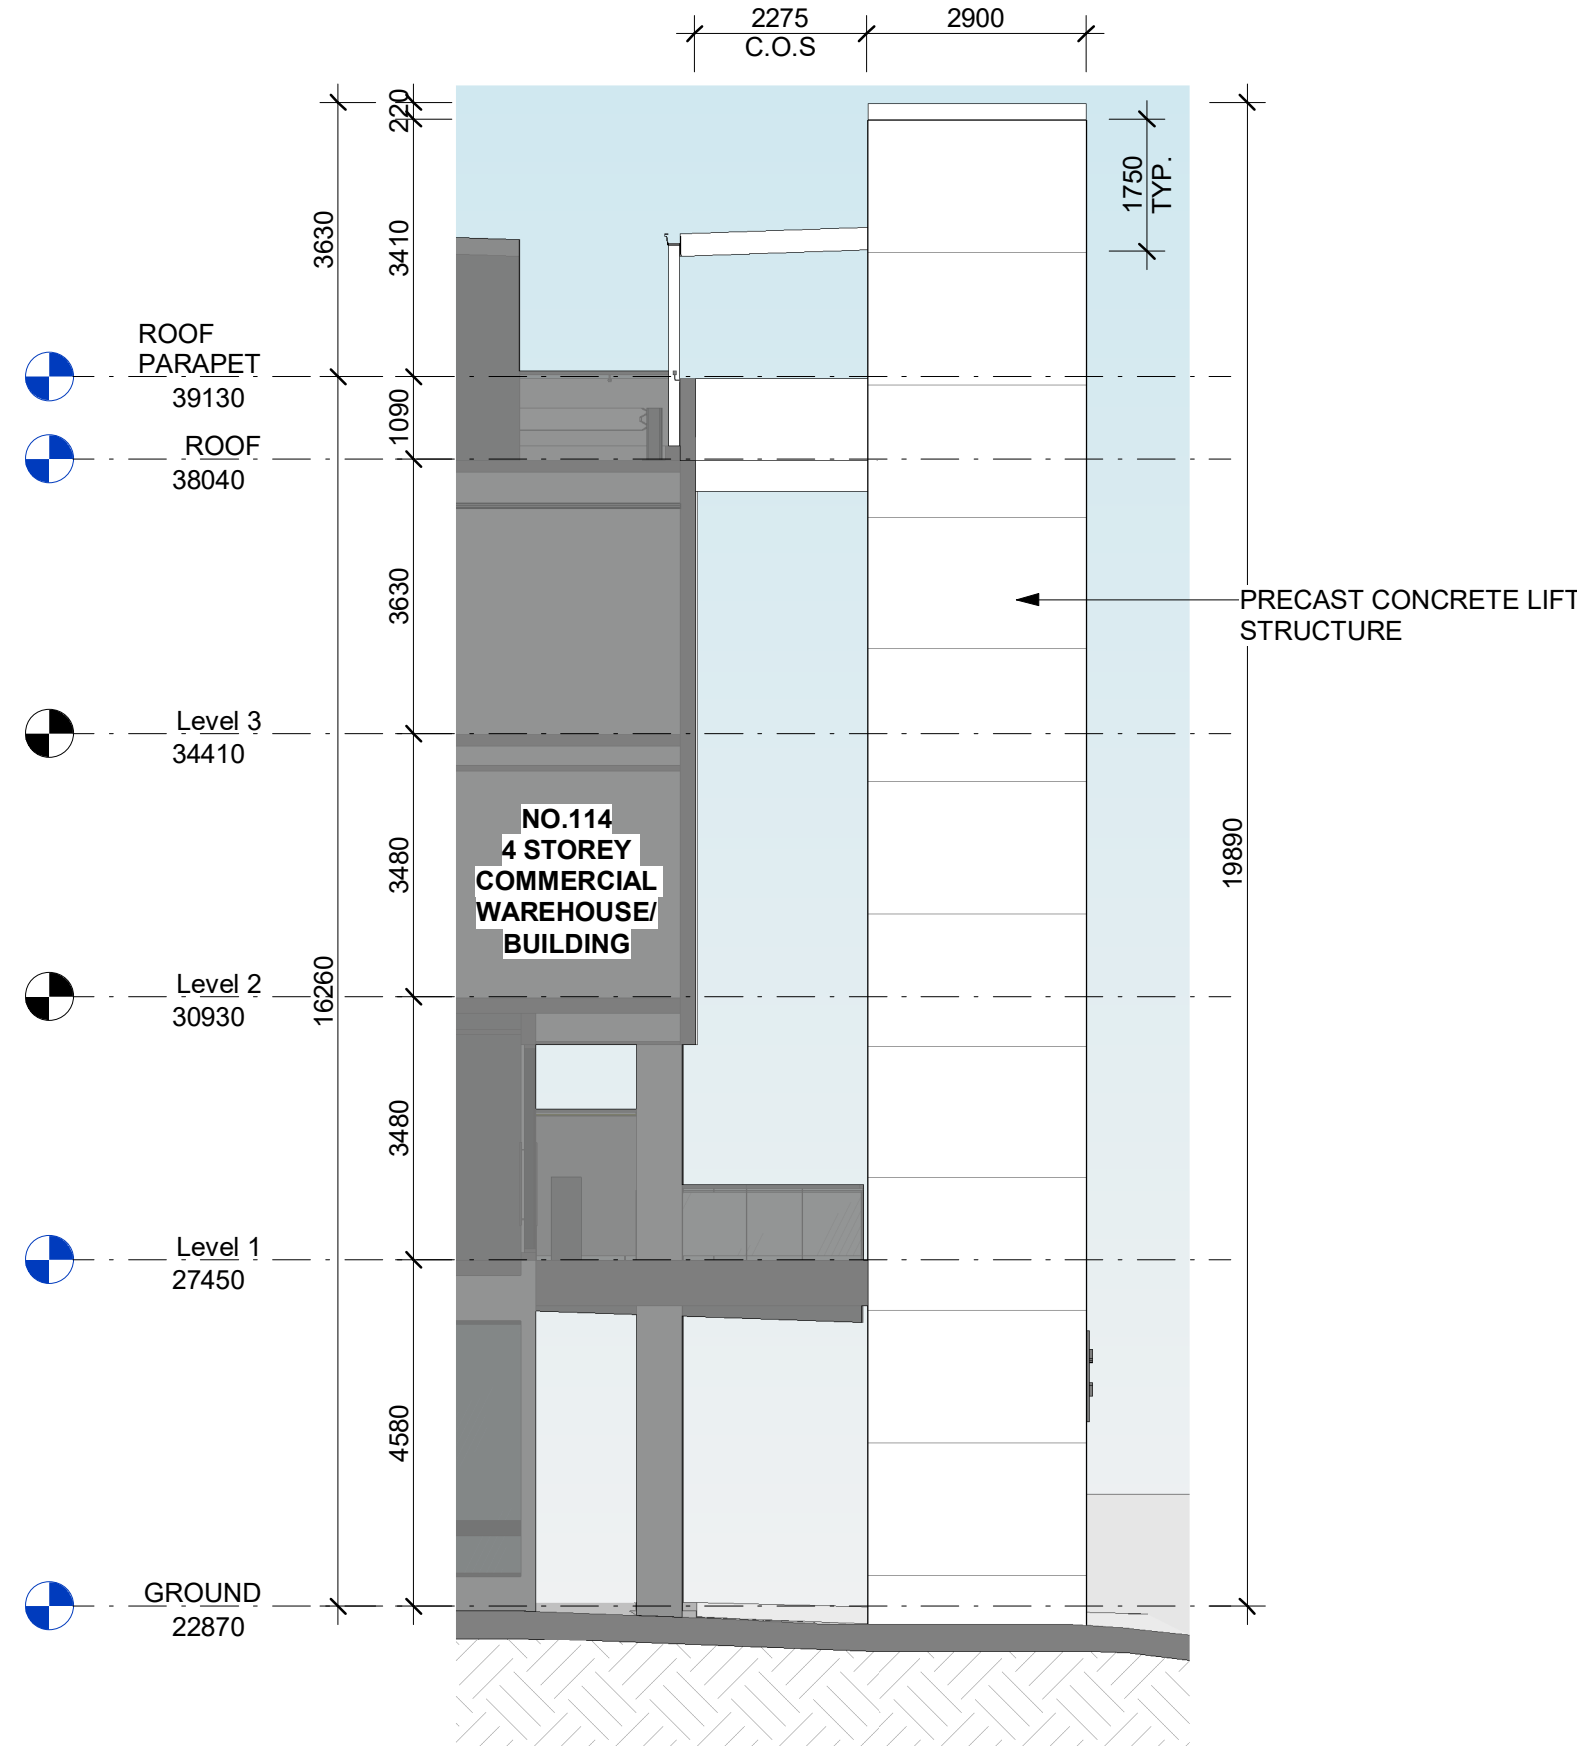 2275
C.O.S
2900
220
3410
3630
1750
TYP.
ROOF
PARAPET
39130
1090
ROOF
38040
3630
PRECAST CONCRETE LIFT
STRUCTURE
Level 3
34410
NO.114
4 STOREY
COMMERCIAL
WAREHOUSE/
BUILDING
3480
19890
Level 2
30930
16260
3480
Level 1
27450
4580
GROUND
22870